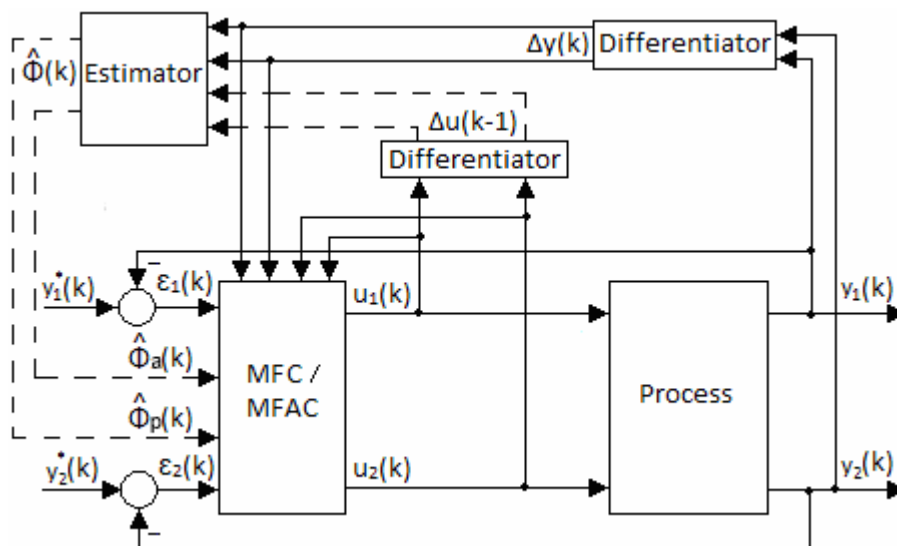 Φ̂(k)
Estimator
Δy(k)
Differentiator
Δu(k-1)
Differentiator
y₁*(k)
ε₁(k)
–
u₁(k)
y₁(k)
Φ̂a(k)
MFC /
MFAC
Process
Φ̂p(k)
y₂*(k)
ε₂(k)
–
u₂(k)
y₂(k)